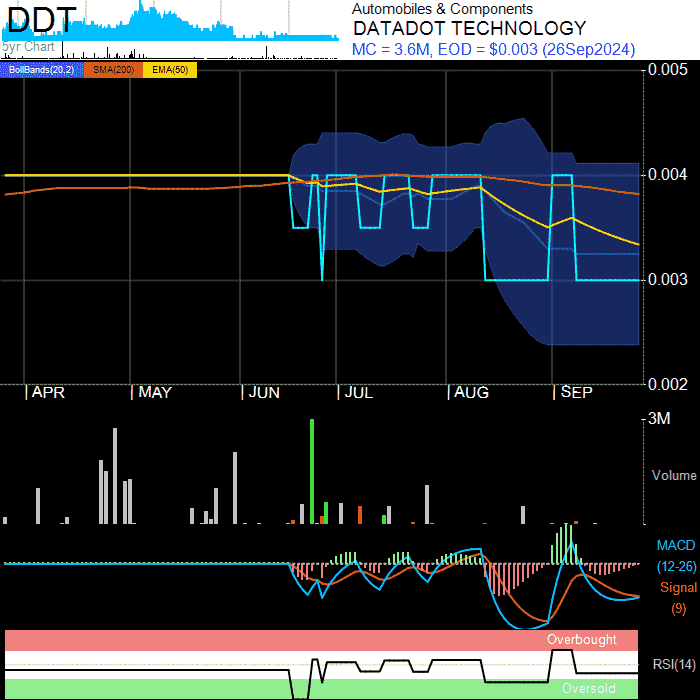 DDT
5yr Chart
Automobiles & Components
DATADOT TECHNOLOGY
MC = 3.6M, EOD = $0.003 (26Sep2024)
BollBands(20,2) SMA(200) EMA(50)
0.005
0.004
0.003
0.002
APR MAY JUN JUL AUG SEP
3M
Volume
MACD
(12-26)
Signal
(9)
Overbought
RSI(14)
Oversold